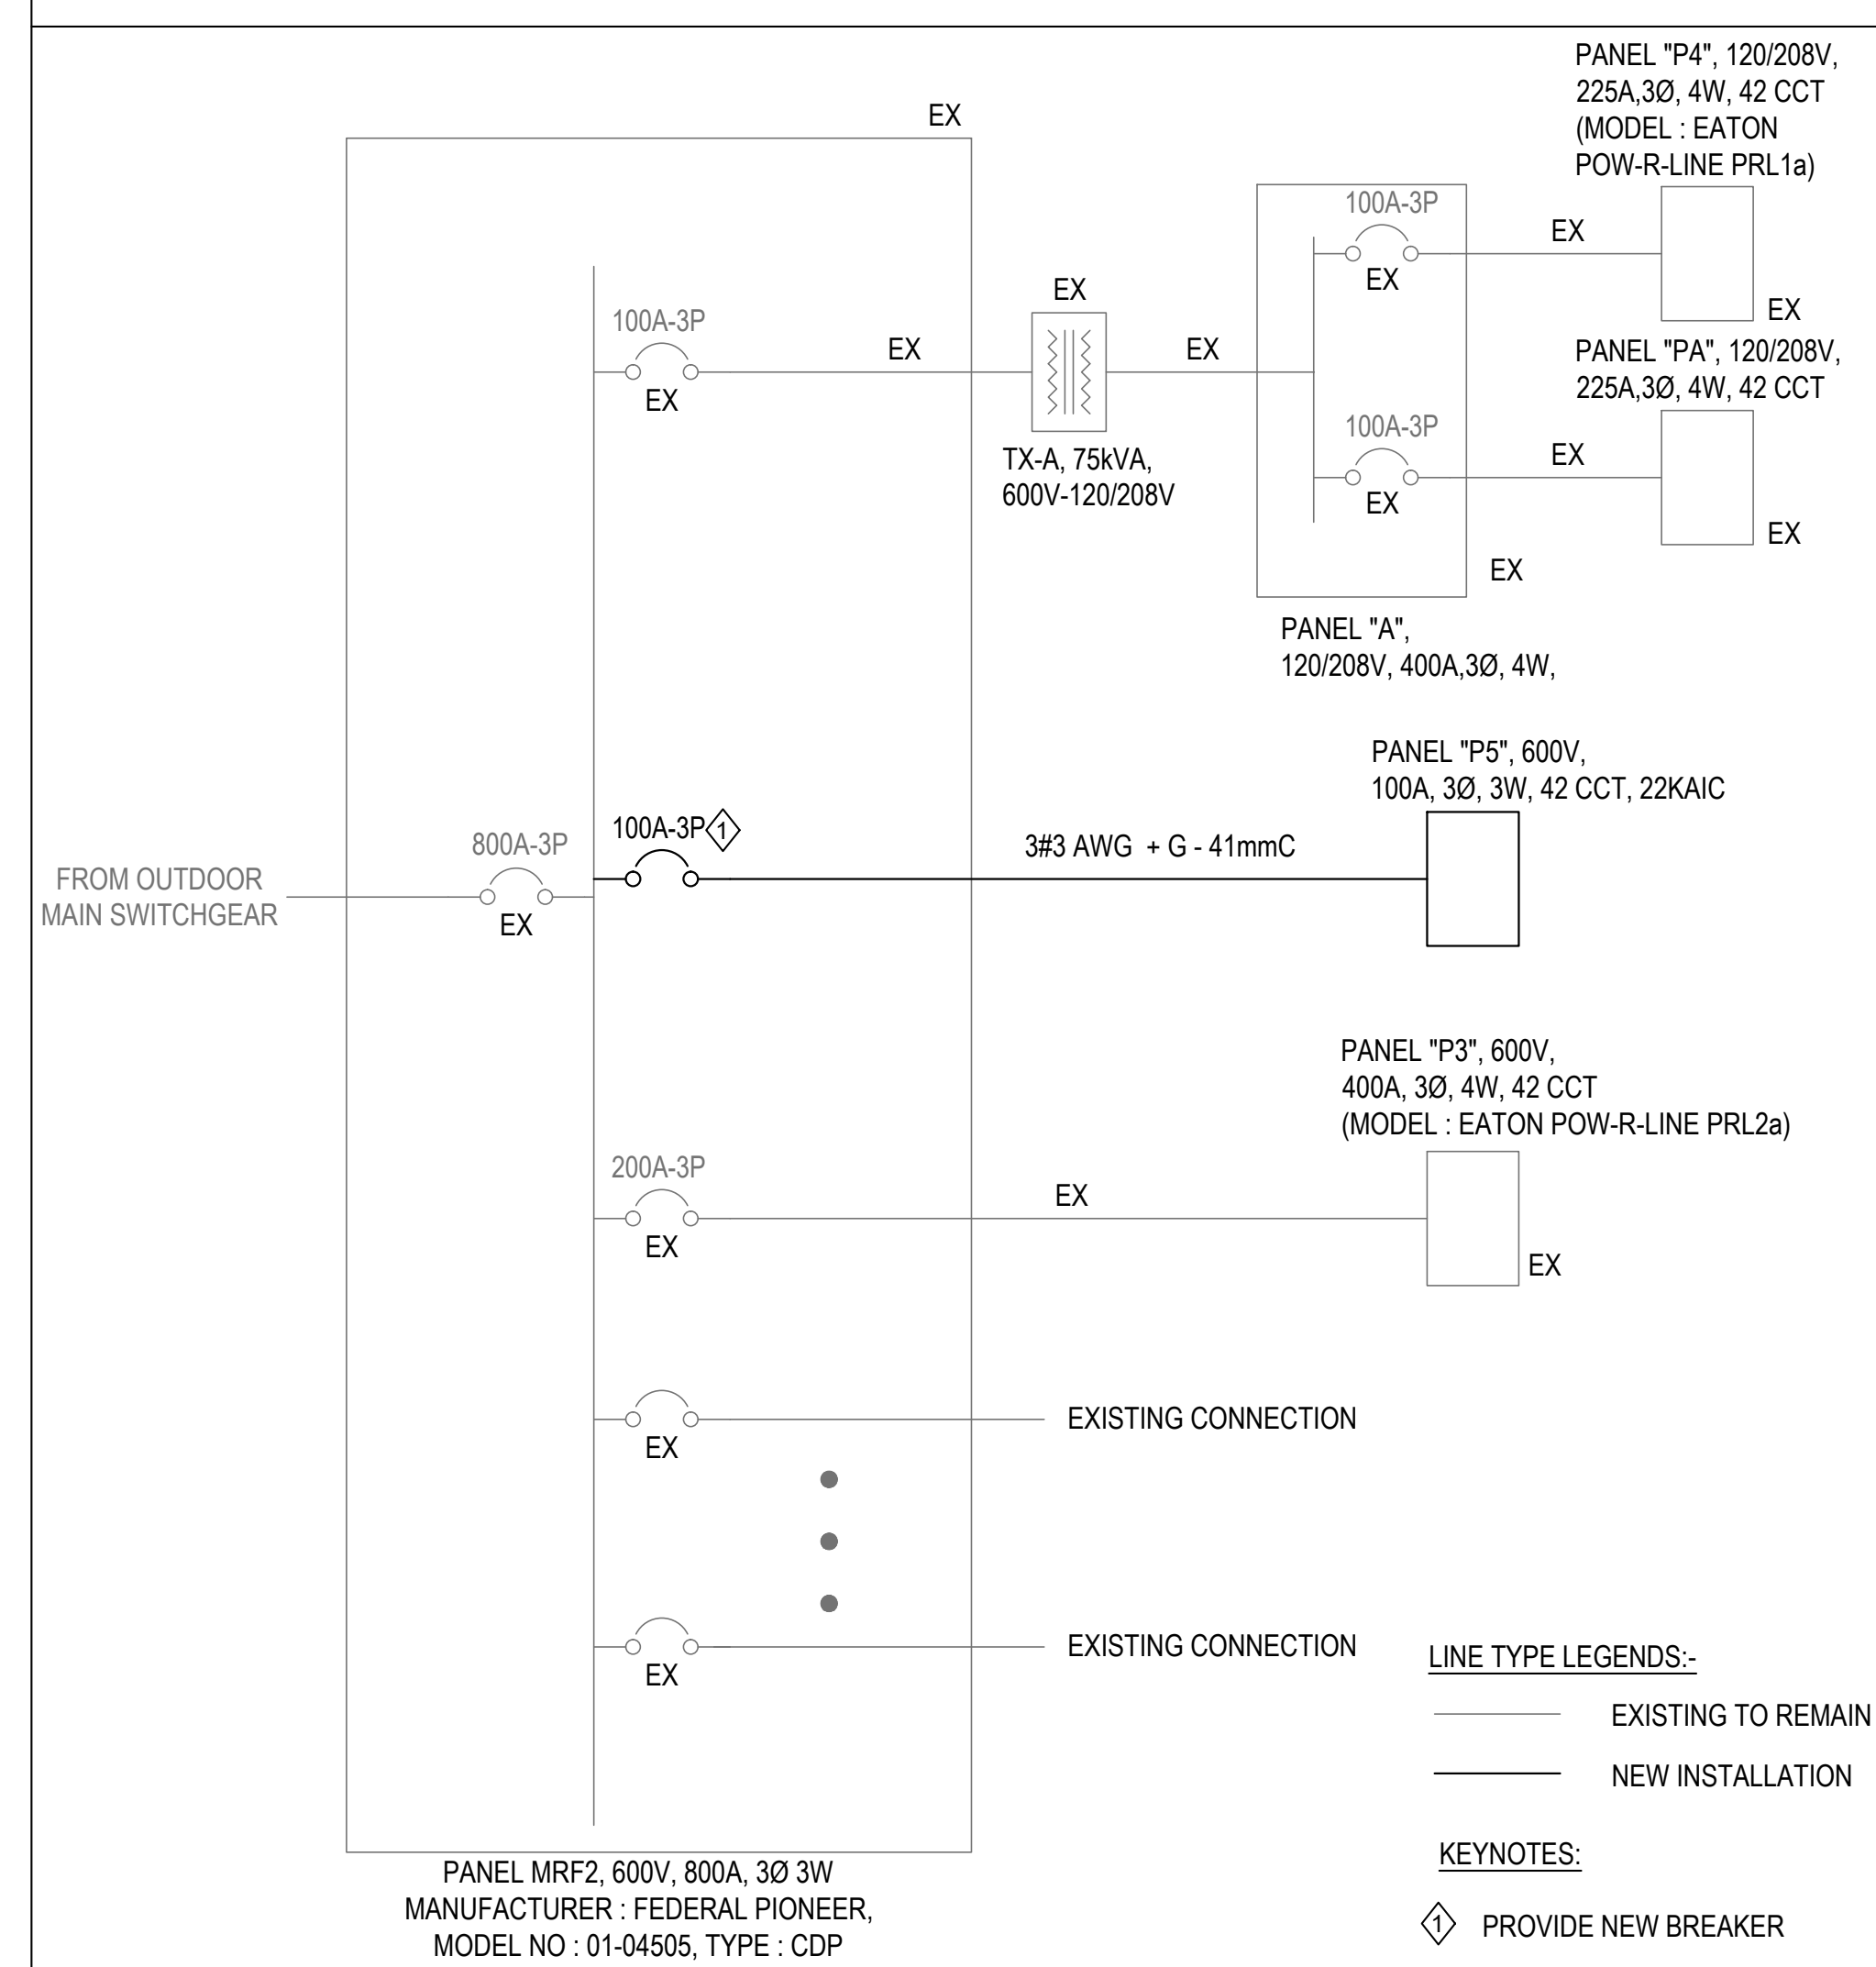 PANEL "P4", 120/208V,
225A,3Ø, 4W, 42 CCT
(MODEL : EATON
POW-R-LINE PRL1a)
EX
100A-3P
EX
EX
EX
EX
100A-3P
EX
EX
EX
PANEL "PA", 120/208V,
225A,3Ø, 4W, 42 CCT
100A-3P
EX
EX
EX
TX-A, 75kVA,
600V-120/208V
EX
PANEL "A",
120/208V, 400A,3Ø, 4W,
PANEL "P5", 600V,
100A, 3Ø, 3W, 42 CCT, 22KAIC
800A-3P
100A-3P
1
3#3 AWG + G - 41mmC
FROM OUTDOOR
MAIN SWITCHGEAR
EX
PANEL "P3", 600V,
400A, 3Ø, 4W, 42 CCT
(MODEL : EATON POW-R-LINE PRL2a)
200A-3P
EX
EX
EX
EXISTING CONNECTION
EX
EXISTING CONNECTION
EX
LINE TYPE LEGENDS:-
EXISTING TO REMAIN
NEW INSTALLATION
KEYNOTES:
1 PROVIDE NEW BREAKER
PANEL MRF2, 600V, 800A, 3Ø 3W
MANUFACTURER : FEDERAL PIONEER,
MODEL NO : 01-04505, TYPE : CDP